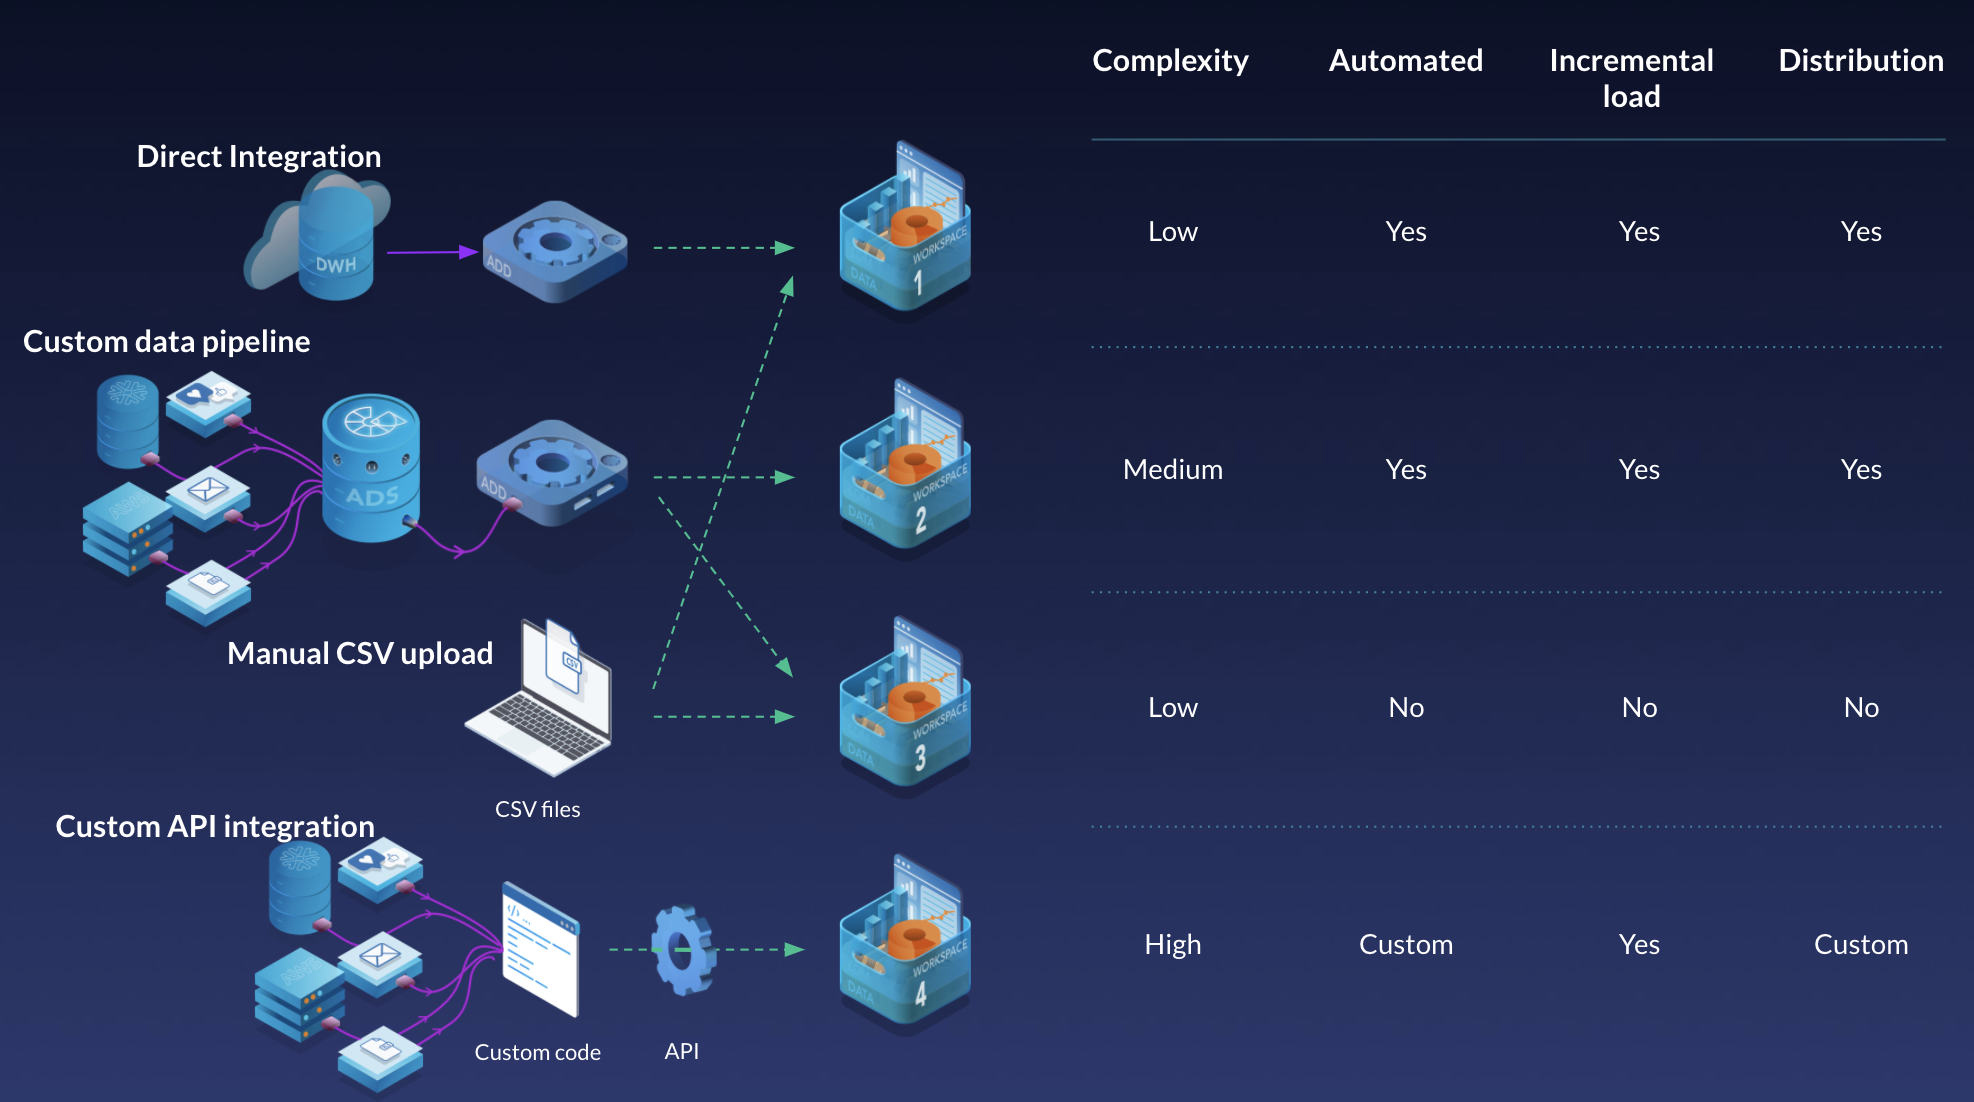 Complexity Automated Incremental load Distribution
Direct Integration
DWH
ADD
WORKSPACE
DATA
1
Low Yes Yes Yes
Custom data pipeline
ADS
ADD
WORKSPACE
DATA
2
Medium Yes Yes Yes
Manual CSV upload
CSV
CSV files
WORKSPACE
DATA
3
Low No No No
Custom API integration
</>
Custom code
API
WORKSPACE
DATA
4
High Custom Yes Custom